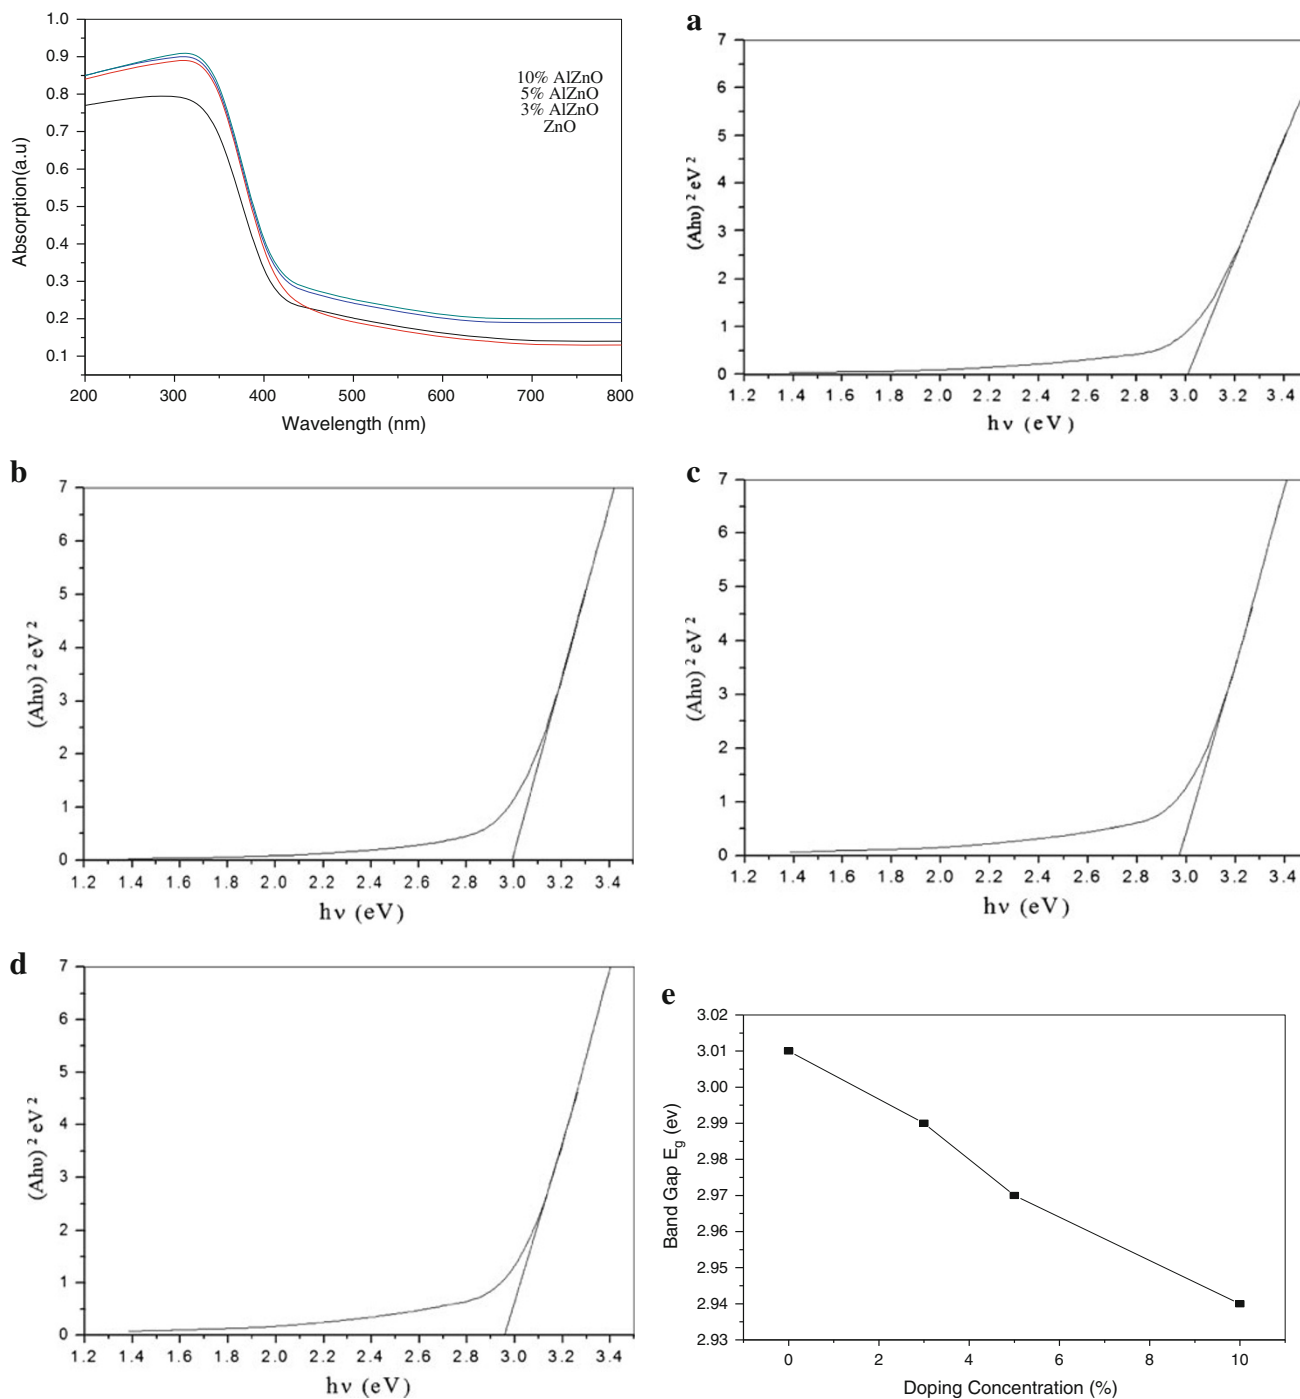 1.0
0.9
0.8
0.7
0.6
0.5
0.4
0.3
0.2
0.1
200 300 400 500 600 700 800
Absorption(a.u)
Wavelength (nm)
10% AlZnO
5% AlZnO
3% AlZnO
ZnO
a
7
6
5
4
3
2
1
0
1.2 1.4 1.6 1.8 2.0 2.2 2.4 2.6 2.8 3.0 3.2 3.4
(Ahυ) ² eV ²
hν (eV)
b
7
6
5
4
3
2
1
0
1.2 1.4 1.6 1.8 2.0 2.2 2.4 2.6 2.8 3.0 3.2 3.4
(Ahυ) ² eV ²
hν (eV)
c
7
6
5
4
3
2
1
0
1.2 1.4 1.6 1.8 2.0 2.2 2.4 2.6 2.8 3.0 3.2 3.4
(Ahυ) ² eV ²
hν (eV)
d
7
6
5
4
3
2
1
0
1.2 1.4 1.6 1.8 2.0 2.2 2.4 2.6 2.8 3.0 3.2 3.4
(Ahυ) ² eV ²
hν (eV)
e
3.02
3.01
3.00
2.99
2.98
2.97
2.96
2.95
2.94
2.93
0 2 4 6 8 10
Band Gap E_g (ev)
Doping Concentration (%)